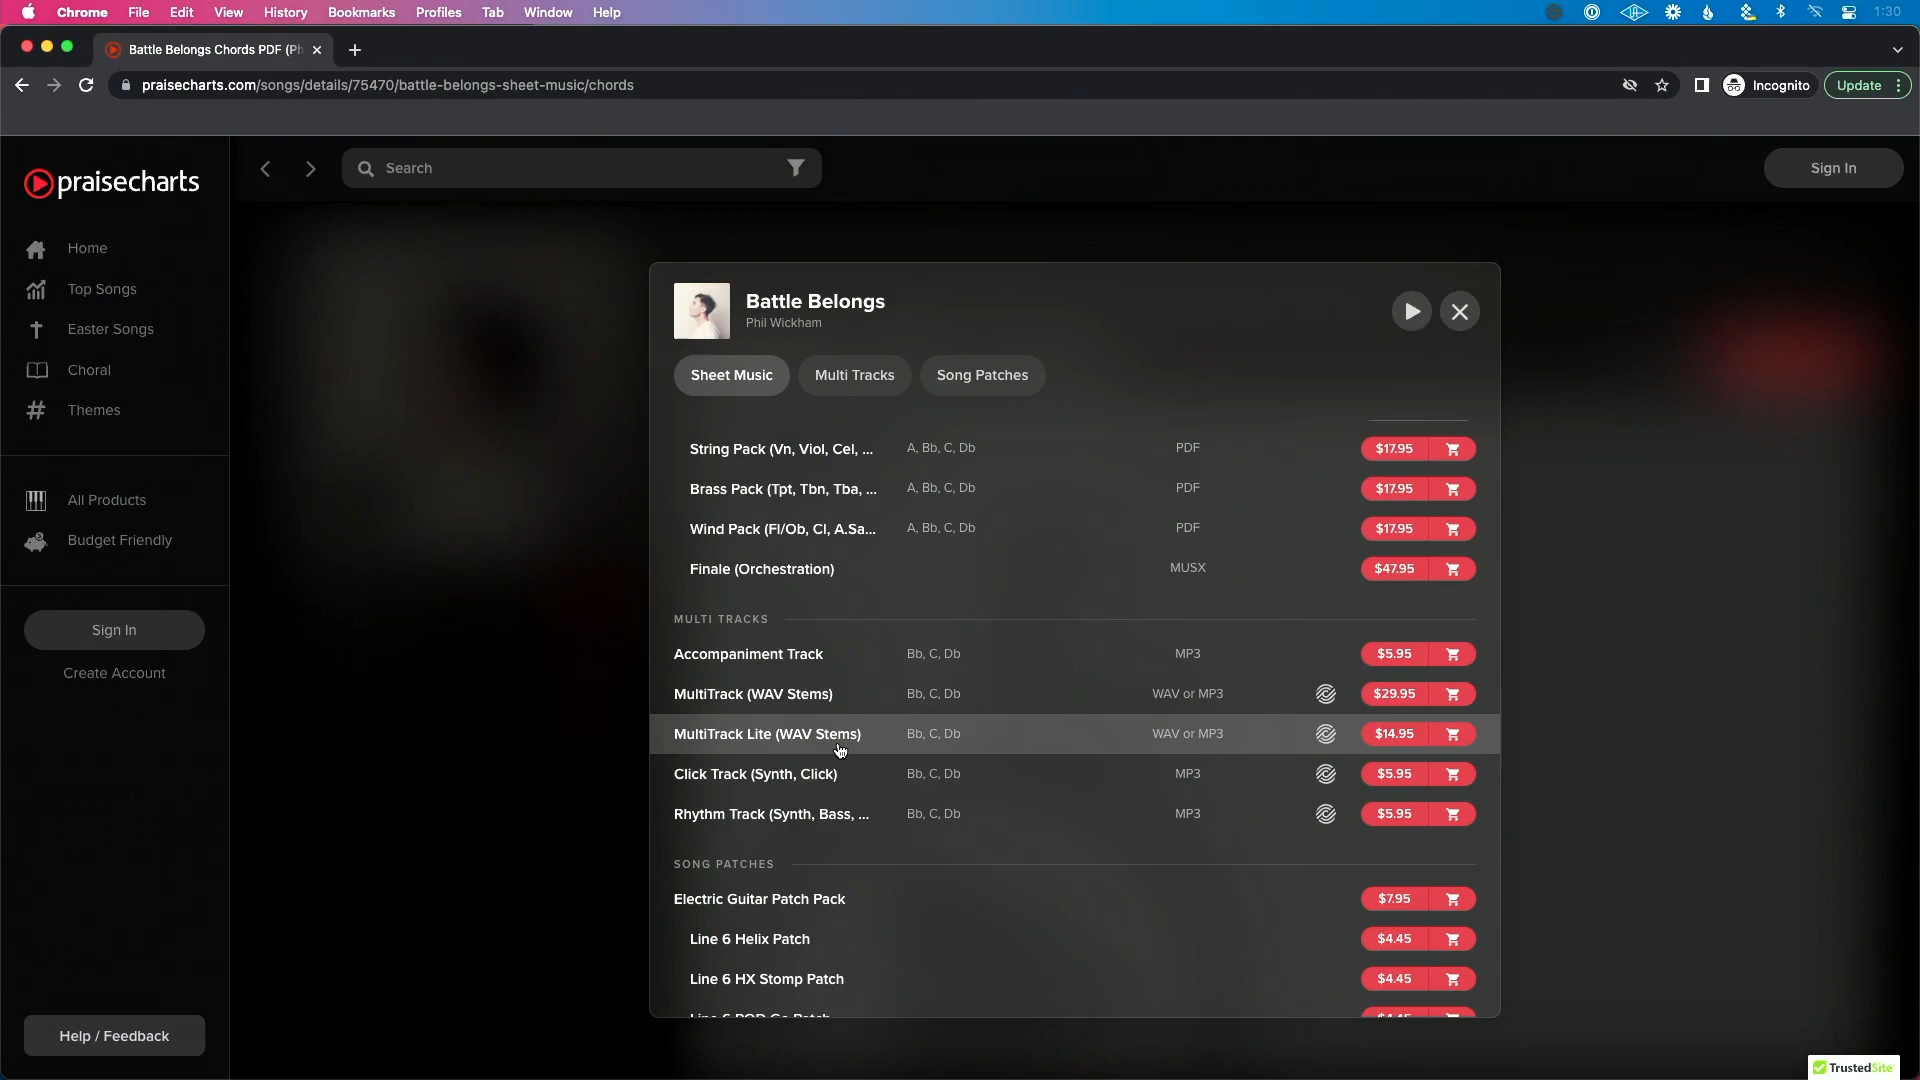 Chrome File Edit View History Bookmarks Profiles Tab Window Help 1:30
Battle Belongs Chords PDF (Ph
praisecharts.com/songs/details/75470/battle-belongs-sheet-music/chords Incognito Update
praisecharts
Search
Sign In
Home
Top Songs
Easter Songs
Choral
Themes
All Products
Budget Friendly
Sign In
Create Account
Help / Feedback
Battle Belongs
Phil Wickham
Sheet Music Multi Tracks Song Patches
String Pack (Vn, Viol, Cel, ... A, Bb, C, Db PDF $17.95
Brass Pack (Tpt, Tbn, Tba, ... A, Bb, C, Db PDF $17.95
Wind Pack (Fl/Ob, Cl, A.Sa... A, Bb, C, Db PDF $17.95
Finale (Orchestration) MUSX $47.95
MULTI TRACKS
Accompaniment Track Bb, C, Db MP3 $5.95
MultiTrack (WAV Stems) Bb, C, Db WAV or MP3 $29.95
MultiTrack Lite (WAV Stems) Bb, C, Db WAV or MP3 $14.95
Click Track (Synth, Click) Bb, C, Db MP3 $5.95
Rhythm Track (Synth, Bass, ... Bb, C, Db MP3 $5.95
SONG PATCHES
Electric Guitar Patch Pack $7.95
Line 6 Helix Patch $4.45
Line 6 HX Stomp Patch $4.45
Line 6 POD Go Patch $4.45
TrustedSite